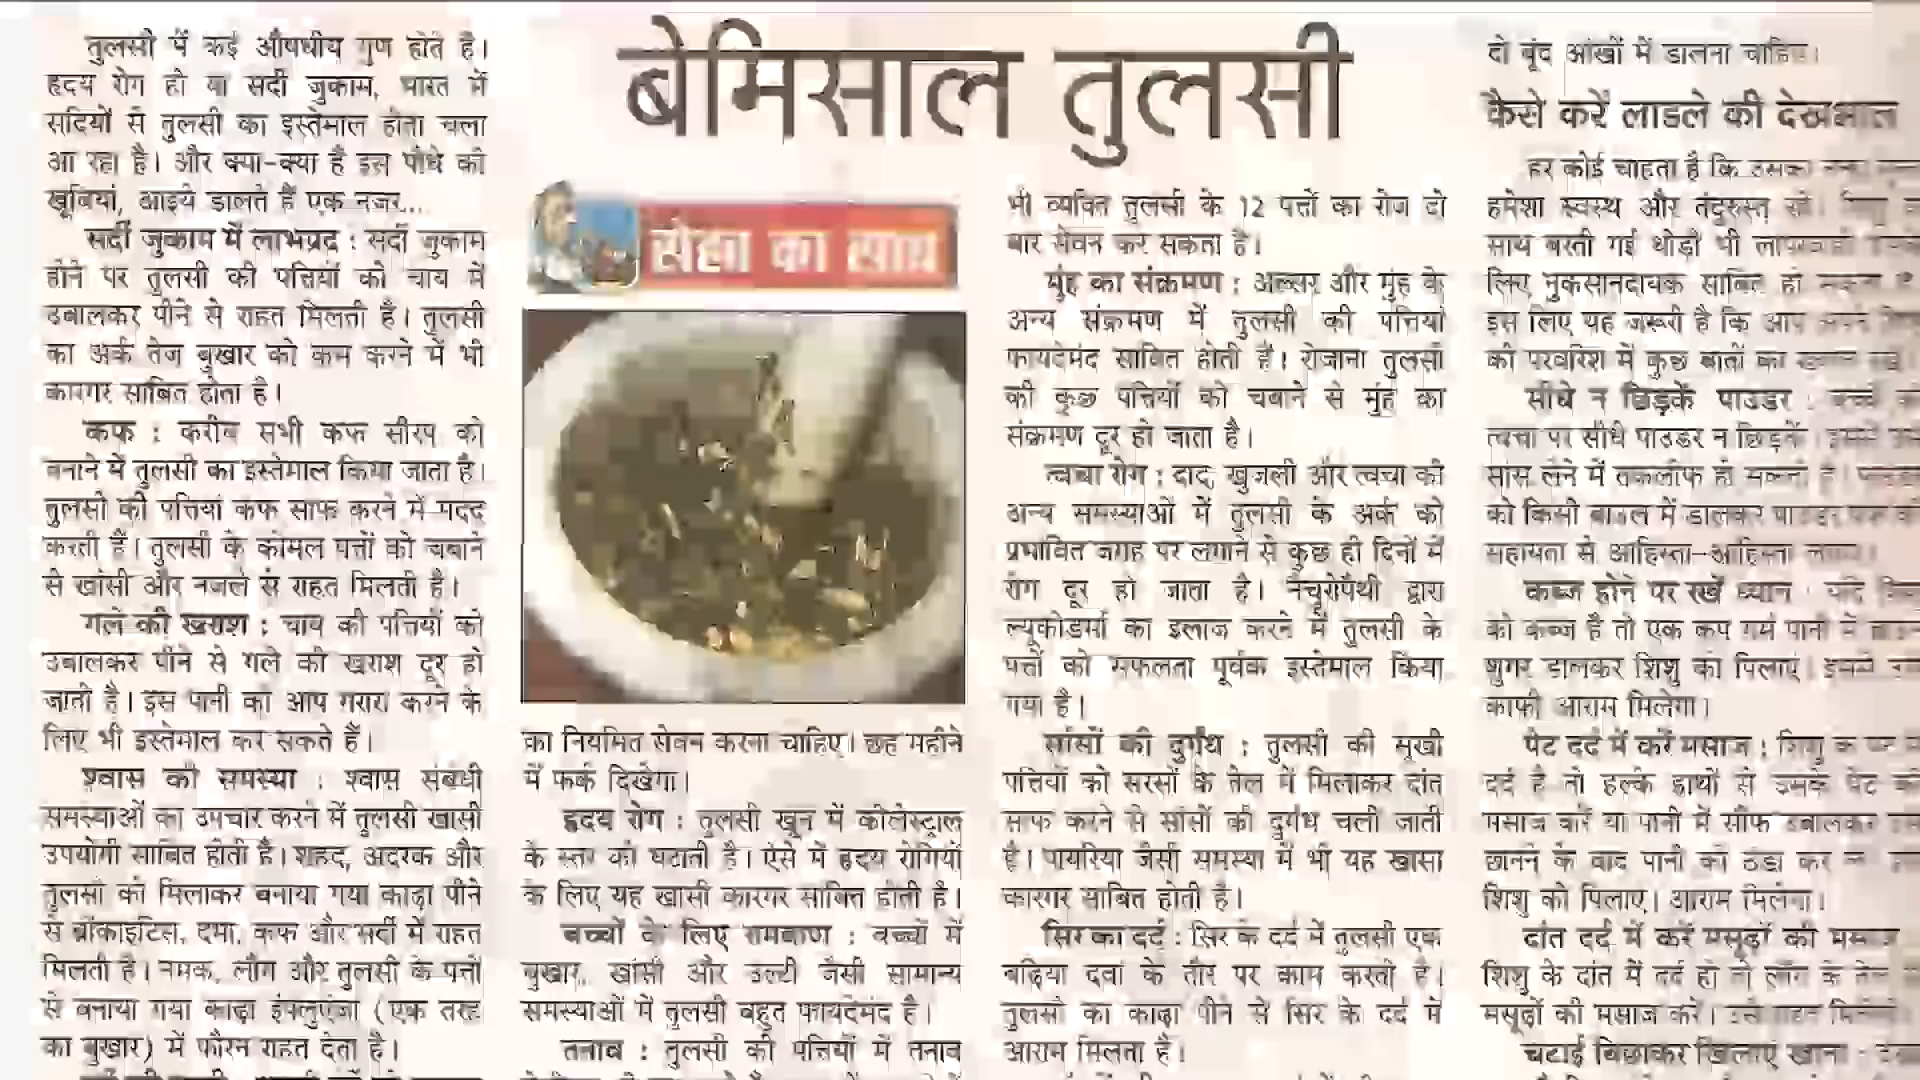 बेमिसाल तुलसी
तुलसी में कई औषधीय गुण होते है।
हृदय रोग हो या सर्दी जुकाम, भारत में
सदियों से तुलसी का इस्तेमाल होता चला
आ रहा है। और क्या-क्या हैं इस पौधे की
खूबियां, आइये डालते हैं एक नजर...
सर्दी जुकाम में लाभप्रद : सर्दी जुकाम
होने पर तुलसी की पत्तियों को चाय में
उबालकर पीने से राहत मिलती है। तुलसी
का अर्क तेज बुखार को कम करने में भी
कारगर साबित होता है।
कफ : करीब सभी कफ सीरप को
बनाने में तुलसी का इस्तेमाल किया जाता है।
तुलसी की पत्तियां कफ साफ करने में मदद
करती हैं। तुलसी के कोमल पत्तों को चबाने
से खांसी और नजले से राहत मिलती है।
गले की खराश : चाय की पत्तियों को
उबालकर पीने से गले की खराश दूर हो
जाती है। इस पानी का आप गरारा करने के
लिए भी इस्तेमाल कर सकते हैं।
श्वास की समस्या : श्वास संबंधी
समस्याओं का उपचार करने में तुलसी खासी
उपयोगी साबित होती है। शहद, अदरक और
तुलसी को मिलाकर बनाया गया काढ़ा पीने
से ब्रोंकाइटिस, दमा, कफ और सर्दी में राहत
मिलती है। नमक, लौंग और तुलसी के पत्तों
से बनाया गया काढ़ा इंफ्लुएंजा (एक तरह
का बुखार) में फौरन राहत देता है।
सेहत का साथ
का नियमित सेवन करना चाहिए। छह महीने
में फर्क दिखेगा।
हृदय रोग : तुलसी खून में कोलेस्ट्राल
के स्तर को घटाती है। ऐसे में हृदय रोगियों
के लिए यह खासी कारगर साबित होती है।
बच्चों के लिए रामबाण : बच्चों में
बुखार, खांसी और उल्टी जैसी सामान्य
समस्याओं में तुलसी बहुत फायदेमंद है।
तनाव : तुलसी की पत्तियों में तनाव
भी व्यक्ति तुलसी के 12 पत्तों का रोज दो
बार सेवन कर सकता है।
मुंह का संक्रमण : अल्सर और मुंह के
अन्य संक्रमण में तुलसी की पत्तियां
फायदेमंद साबित होती हैं। रोजाना तुलसी
की कुछ पत्तियों को चबाने से मुंह का
संक्रमण दूर हो जाता है।
त्वचा रोग : दाद, खुजली और त्वचा की
अन्य समस्याओं में तुलसी के अर्क को
प्रभावित जगह पर लगाने से कुछ ही दिनों में
रोग दूर हो जाता है। नैचुरोपैथी द्वारा
ल्यूकोडर्मा का इलाज करने में तुलसी के
पत्तों को सफलता पूर्वक इस्तेमाल किया
गया है।
सांसों की दुर्गंध : तुलसी की सूखी
पत्तियों को सरसों के तेल में मिलाकर दांत
साफ करने से सांसों की दुर्गंध चली जाती
है। पायरिया जैसी समस्या में भी यह खासा
कारगर साबित होती है।
सिर का दर्द : सिर के दर्द में तुलसी एक
बढ़िया दवा के तौर पर काम करती है।
तुलसी का काढ़ा पीने से सिर के दर्द में
आराम मिलता है।
दो बूंद आंखों में डालना चाहिए।
कैसे करें लाडले की देखभाल
हर कोई चाहता है कि उसका
हमेशा स्वस्थ और तंदुरुस्त रहे।
साथ बरती गई थोड़ी भी लापरवाही
लिए नुकसानदायक साबित हो सकता है
इस लिए यह जरूरी है कि आप अपने
की परवरिश में कुछ बातों का ख्याल रखें।
सीधे न छिड़कें पाउडर :
त्वचा पर सीधे पाउडर न छिड़कें।
सांस लेने में तकलीफ हो सकती है।
को किसी बाउल में डालकर पाउडर
सहायता से आहिस्ता-आहिस्ता
कब्ज होने पर रखें ध्यान :
को कब्ज है तो एक कप गर्म पानी में
शुगर डालकर शिशु को पिलाएं।
काफी आराम मिलेगा।
पेट दर्द में करें मसाज : शिशु के
दर्द है तो हल्के हाथों से उसके पेट
मसाज करें या पानी में सौंफ उबालकर
छानने के बाद पानी को ठंडा कर
शिशु को पिलाए। आराम मिलेगा।
दांत दर्द में करें मसूढ़ों की मसाज
शिशु के दांत में दर्द हो तो लौंग के तेल
मसूढ़ों की मसाज करें। उसे राहत
चटाई बिछाकर खिलाएं खाना :